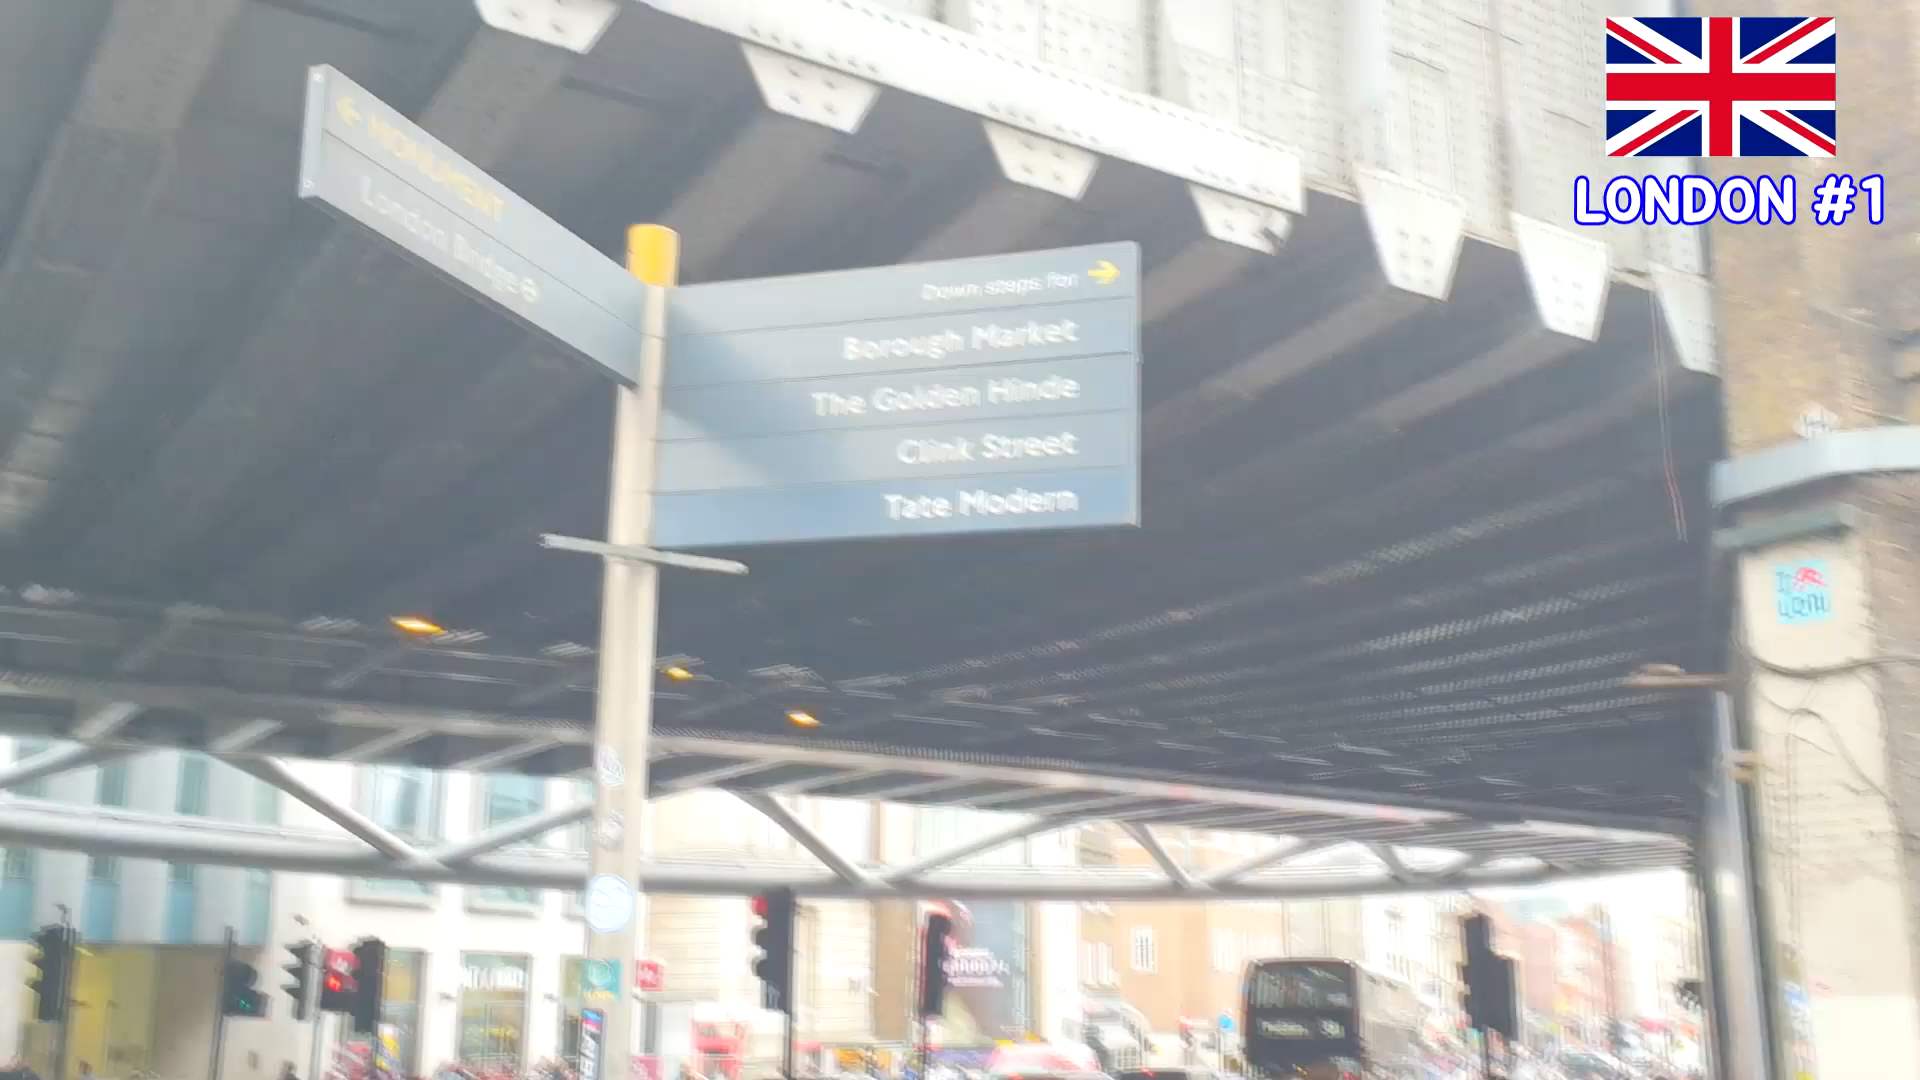 LONDON #1
MONUMENT
London Bridge
Down steps for
Borough Market
The Golden Hinde
Clink Street
Tate Modern